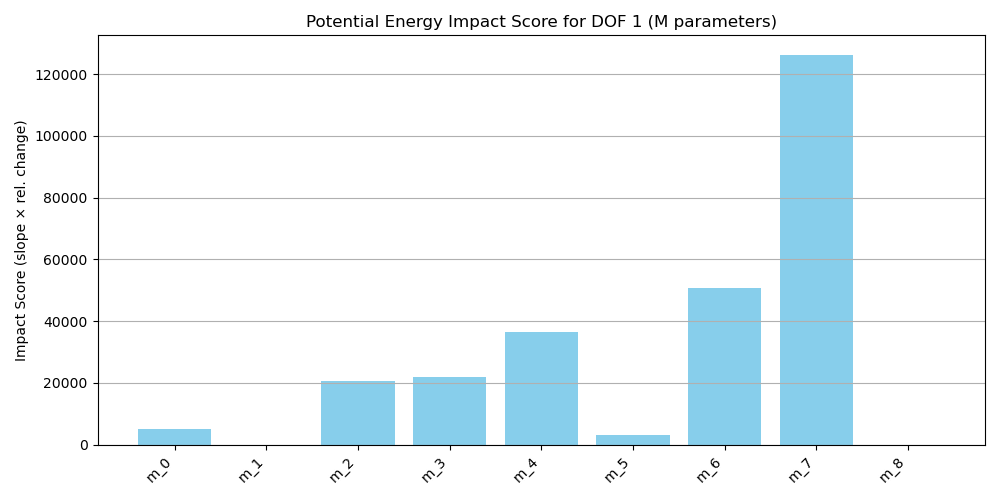 Potential Energy Impact Score for DOF 1 (M parameters)
Impact Score (slope × rel. change)
120000
100000
80000
60000
40000
20000
0
m_0
m_1
m_2
m_3
m_4
m_5
m_6
m_7
m_8